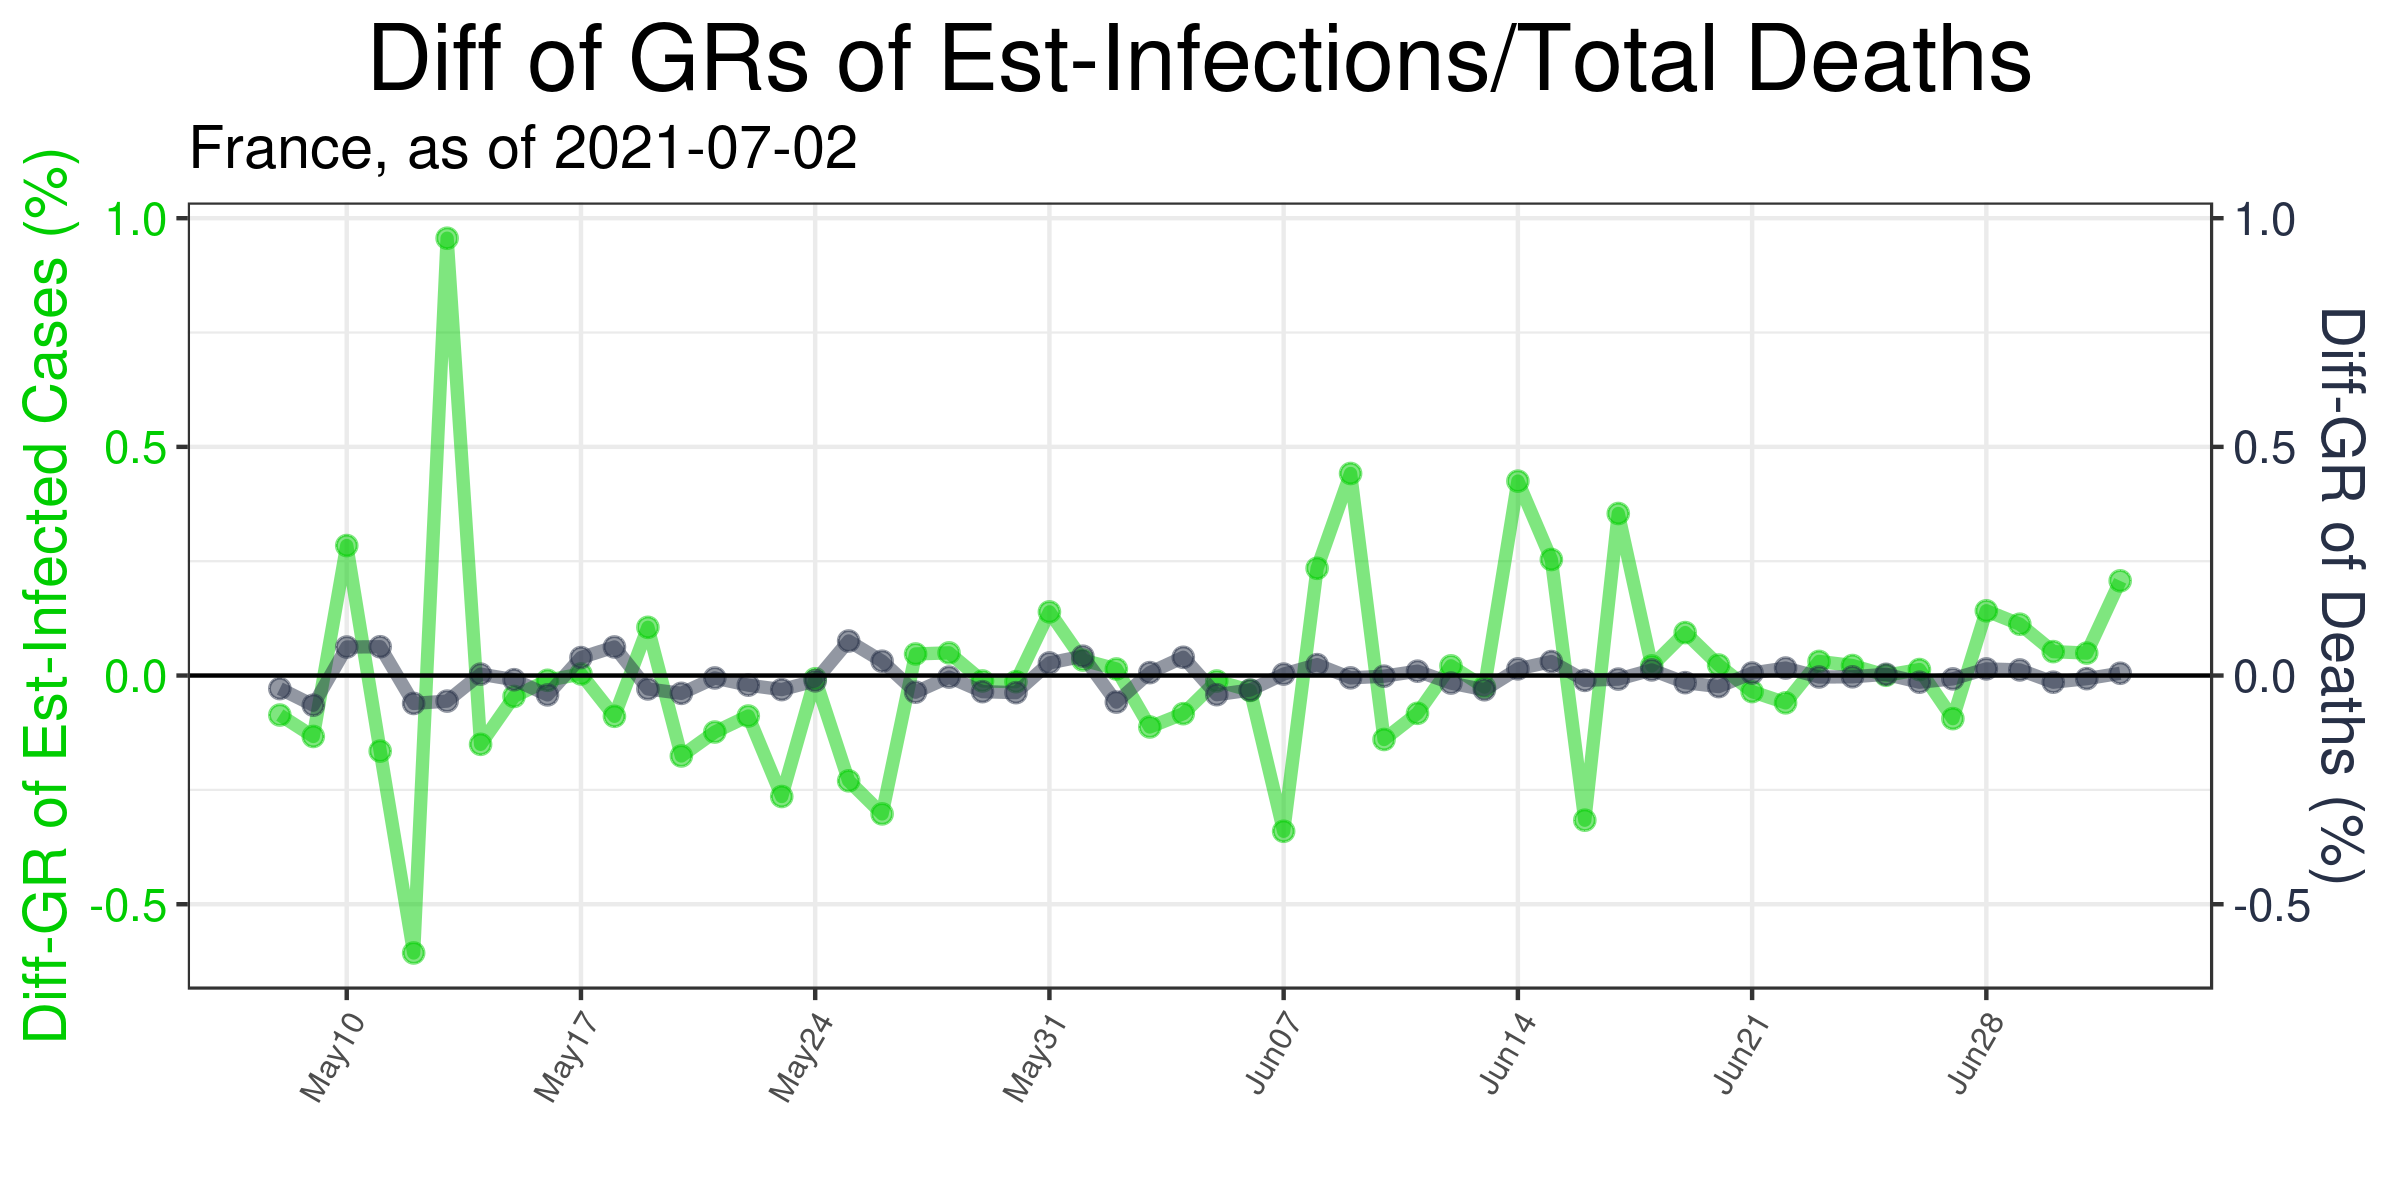 Diff of GRs of Est-Infections/Total Deaths
France, as of 2021-07-02
Diff-GR of Est-Infected Cases (%)
1.0
0.5
0.0
-0.5
1.0
0.5
0.0
-0.5
Diff-GR of Deaths (%)
May10
May17
May24
May31
Jun07
Jun14
Jun21
Jun28